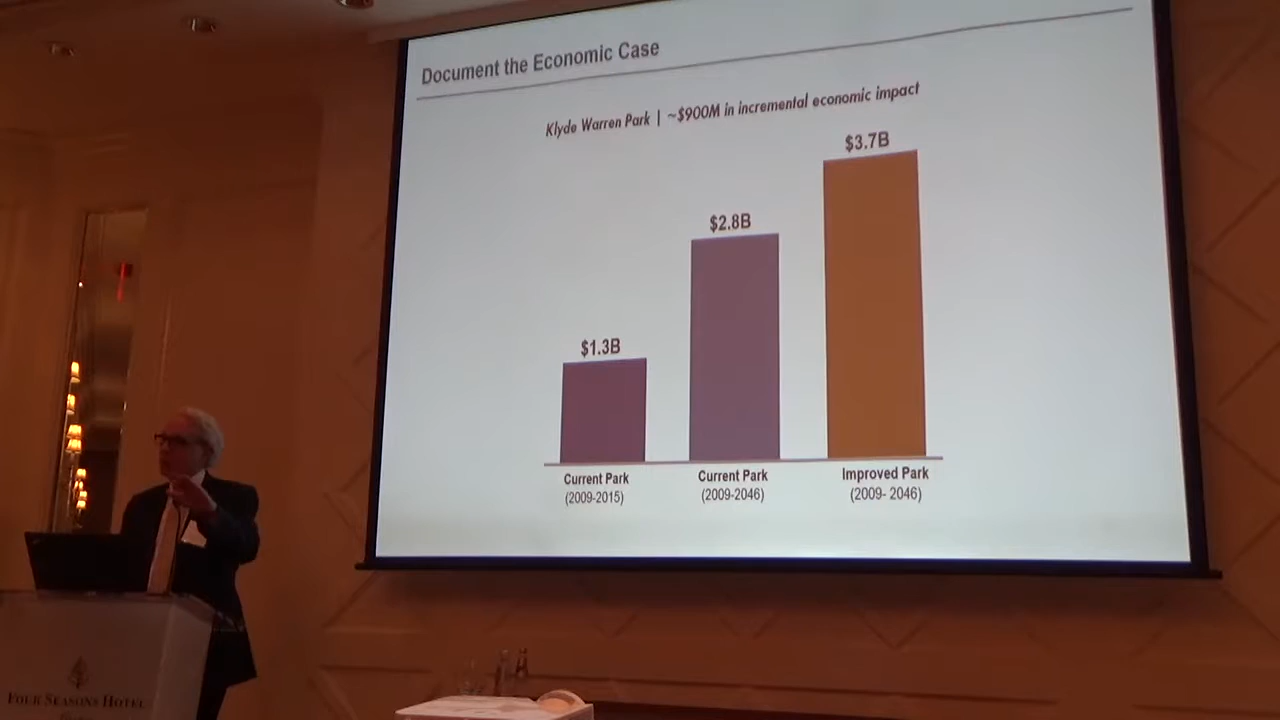 Document the Economic Case
Klyde Warren Park | ~$900M in incremental economic impact
$3.7B
$2.8B
$1.3B
Current Park
(2009-2015)
Current Park
(2009-2046)
Improved Park
(2009- 2046)
FOUR SEASONS HOTEL